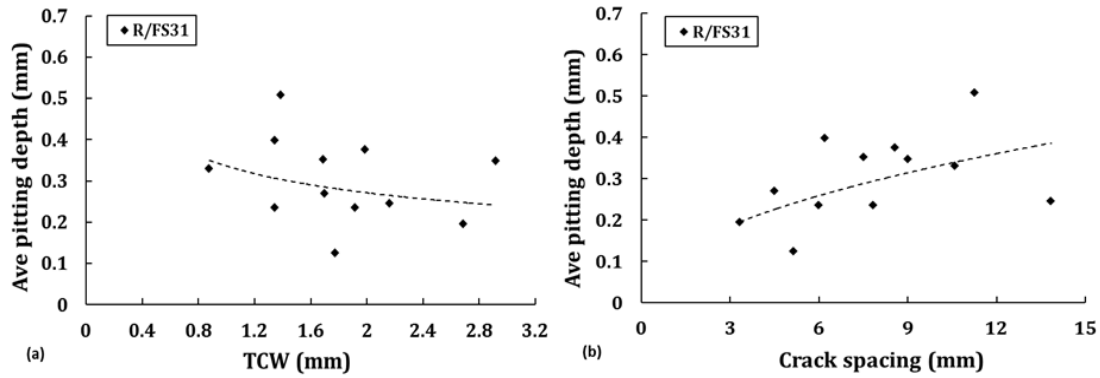 0.7
R/FS31
0.6
0.5
0.4
0.3
0.2
0.1
0
Ave pitting depth (mm)
0 0.4 0.8 1.2 1.6 2 2.4 2.8 3.2
(a)
TCW (mm)
0.7
R/FS31
0.6
0.5
0.4
0.3
0.2
0.1
0
Ave pitting depth (mm)
0 3 6 9 12 15
(b)
Crack spacing (mm)